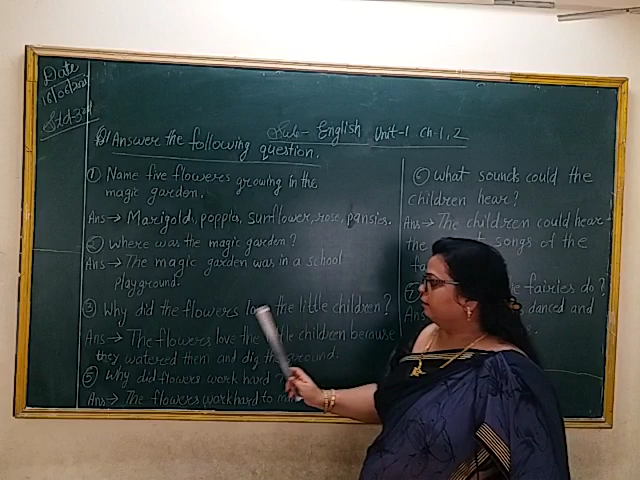 Date
16/06/2021
Std-3rd
Sub- English Unit-1 Ch-1,2
Q1 Answer the following
question.
① Name five flowers growing in the
magic garden.
Ans → Marigold, poppla, sunflower, rose, pansies.
② Where was the magic garden?
Ans → The magic garden was in a school
playground.
③ Why did the flowers love the little children?
Ans → The flowers love the little children because
they watered them and dig the ground.
⑤ Why did flowers work hard ?
Ans → The flowers work hard to
⑥ What sounds could the
children hear?
Ans → The children could hear
the songs of the
⑦ fairies do?
Ans danced and